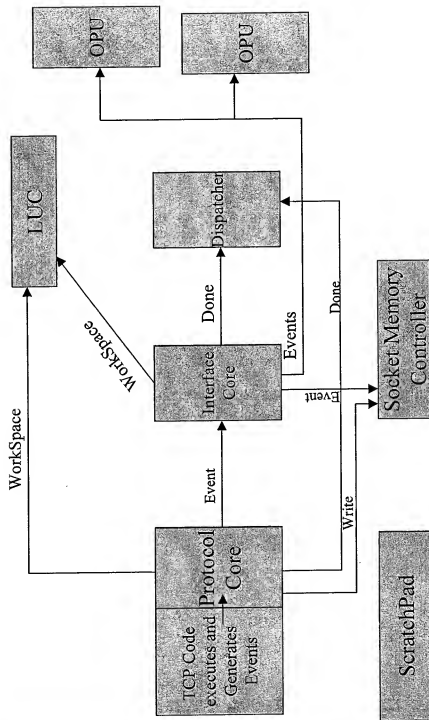 OPU
OPU
LUC
WorkSpace
WorkSpace
Dispatcher
Done
Events
Interface
Core
Event
Event
Done
Write
Socket Memory
Controller
TCP Code
executes and
Generates
Events
Protocol
Core
ScratchPad